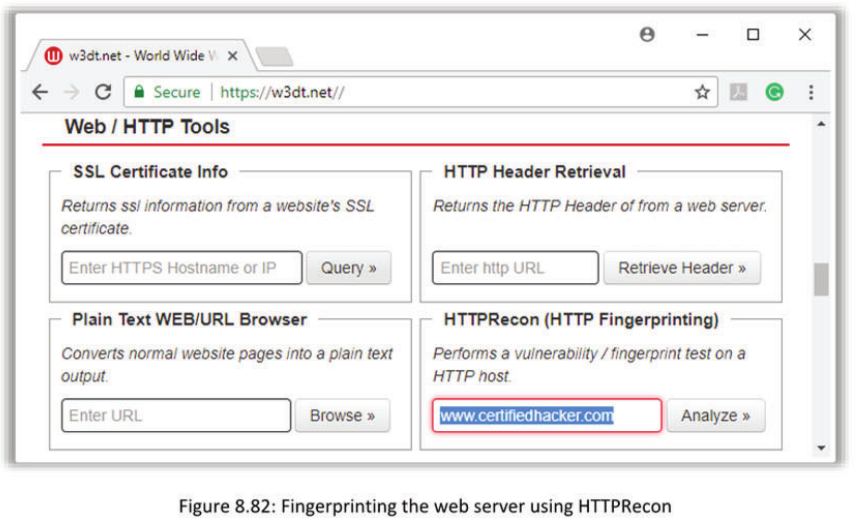 w3dt.net - World Wide W
Secure | https://w3dt.net//
Web / HTTP Tools
SSL Certificate Info
Returns ssl information from a website's SSL
certificate.
Enter HTTPS Hostname or IP
Query »
HTTP Header Retrieval
Returns the HTTP Header of from a web server.
Enter http URL
Retrieve Header »
Plain Text WEB/URL Browser
Converts normal website pages into a plain text
output.
Enter URL
Browse »
HTTPRecon (HTTP Fingerprinting)
Performs a vulnerability / fingerprint test on a
HTTP host.
www.certifiedhacker.com
Analyze »
Figure 8.82: Fingerprinting the web server using HTTPRecon